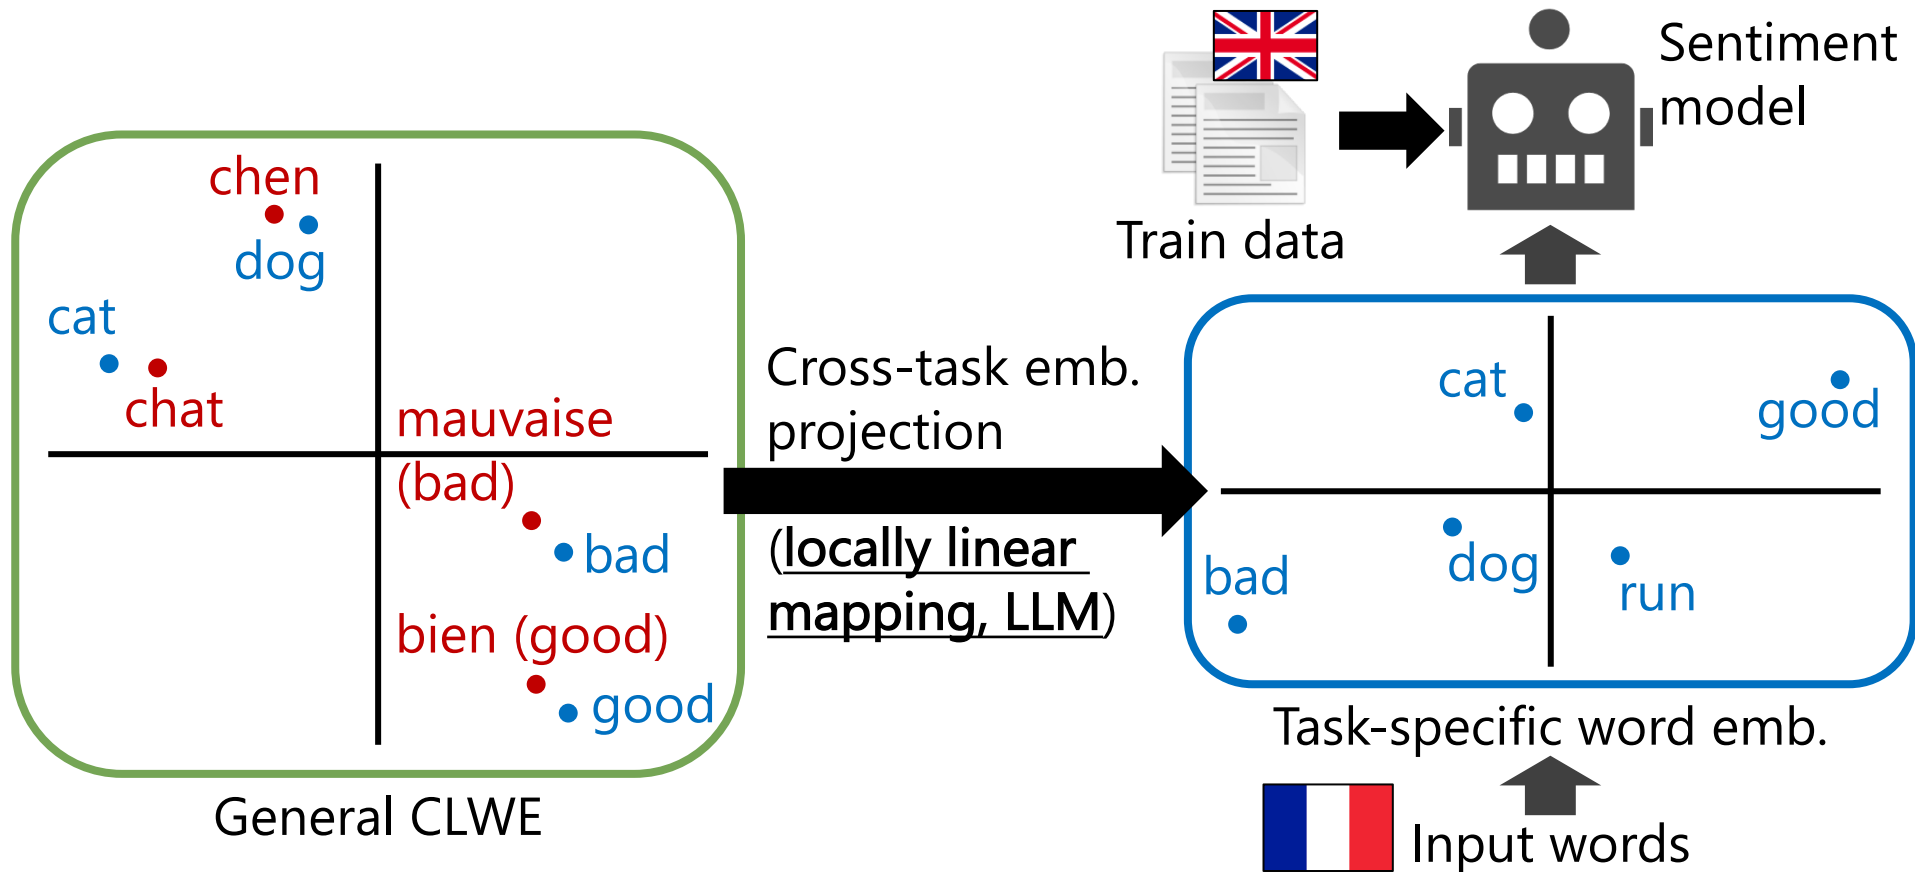 chen
dog
cat
chat
mauvaise
(bad)
bad
bien (good)
good
General CLWE
Cross-task emb.
projection
(locally linear
mapping, LLM)
Train data
Sentiment
model
cat
good
bad
dog
run
Task-specific word emb.
Input words